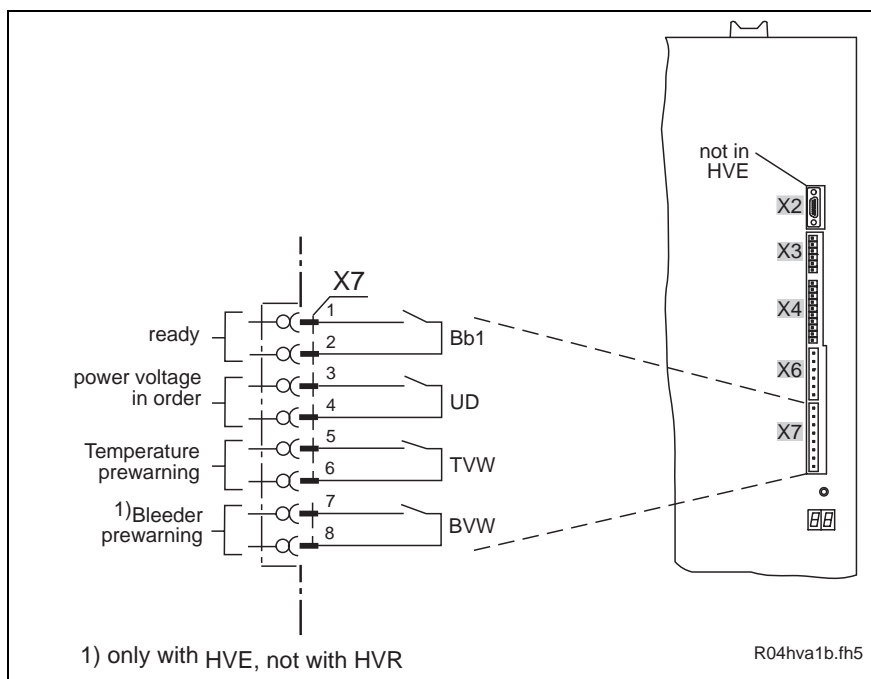 not in
HVE
X2
X3
X4
X6
X7
X7
ready
1
2
Bb1
power voltage
in order
3
4
UD
Temperature
prewarning
5
6
TVW
1)Bleeder
prewarning
7
8
BVW
1) only with HVE, not with HVR
R04hva1b.fh5